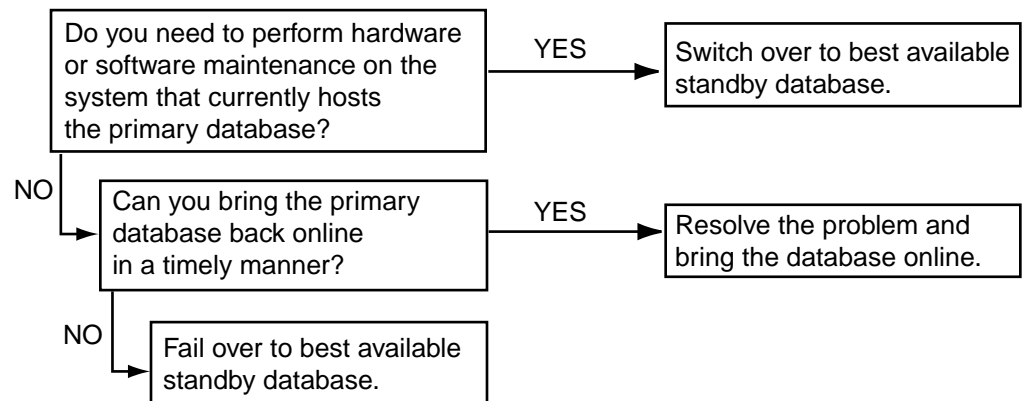 Do you need to perform hardware
or software maintenance on the
system that currently hosts
the primary database?
YES
Switch over to best available
standby database.
NO
Can you bring the primary
database back online
in a timely manner?
YES
Resolve the problem and
bring the database online.
NO
Fail over to best available
standby database.